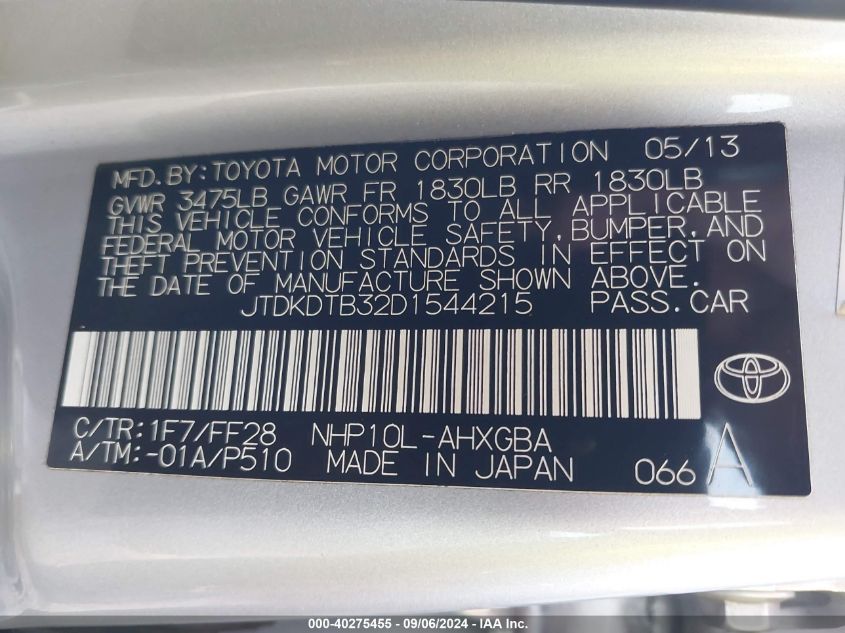 MFD.BY:TOYOTA MOTOR CORPORATION 05/13
GVWR 3475LB GAWR FR 1830LB RR 1830LB
THIS VEHICLE CONFORMS TO ALL APPLICABLE
FEDERAL MOTOR VEHICLE SAFETY,BUMPER,AND
THEFT PREVENTION STANDARDS IN EFFECT ON
THE DATE OF MANUFACTURE SHOWN ABOVE.
JTDKDTB32D1544215 PASS.CAR
C/TR:1F7/FF28 NHP10L-AHXGBA
A/TM:-01A/P510 MADE IN JAPAN 066 A
000-40275455 - 09/06/2024 - IAA Inc.